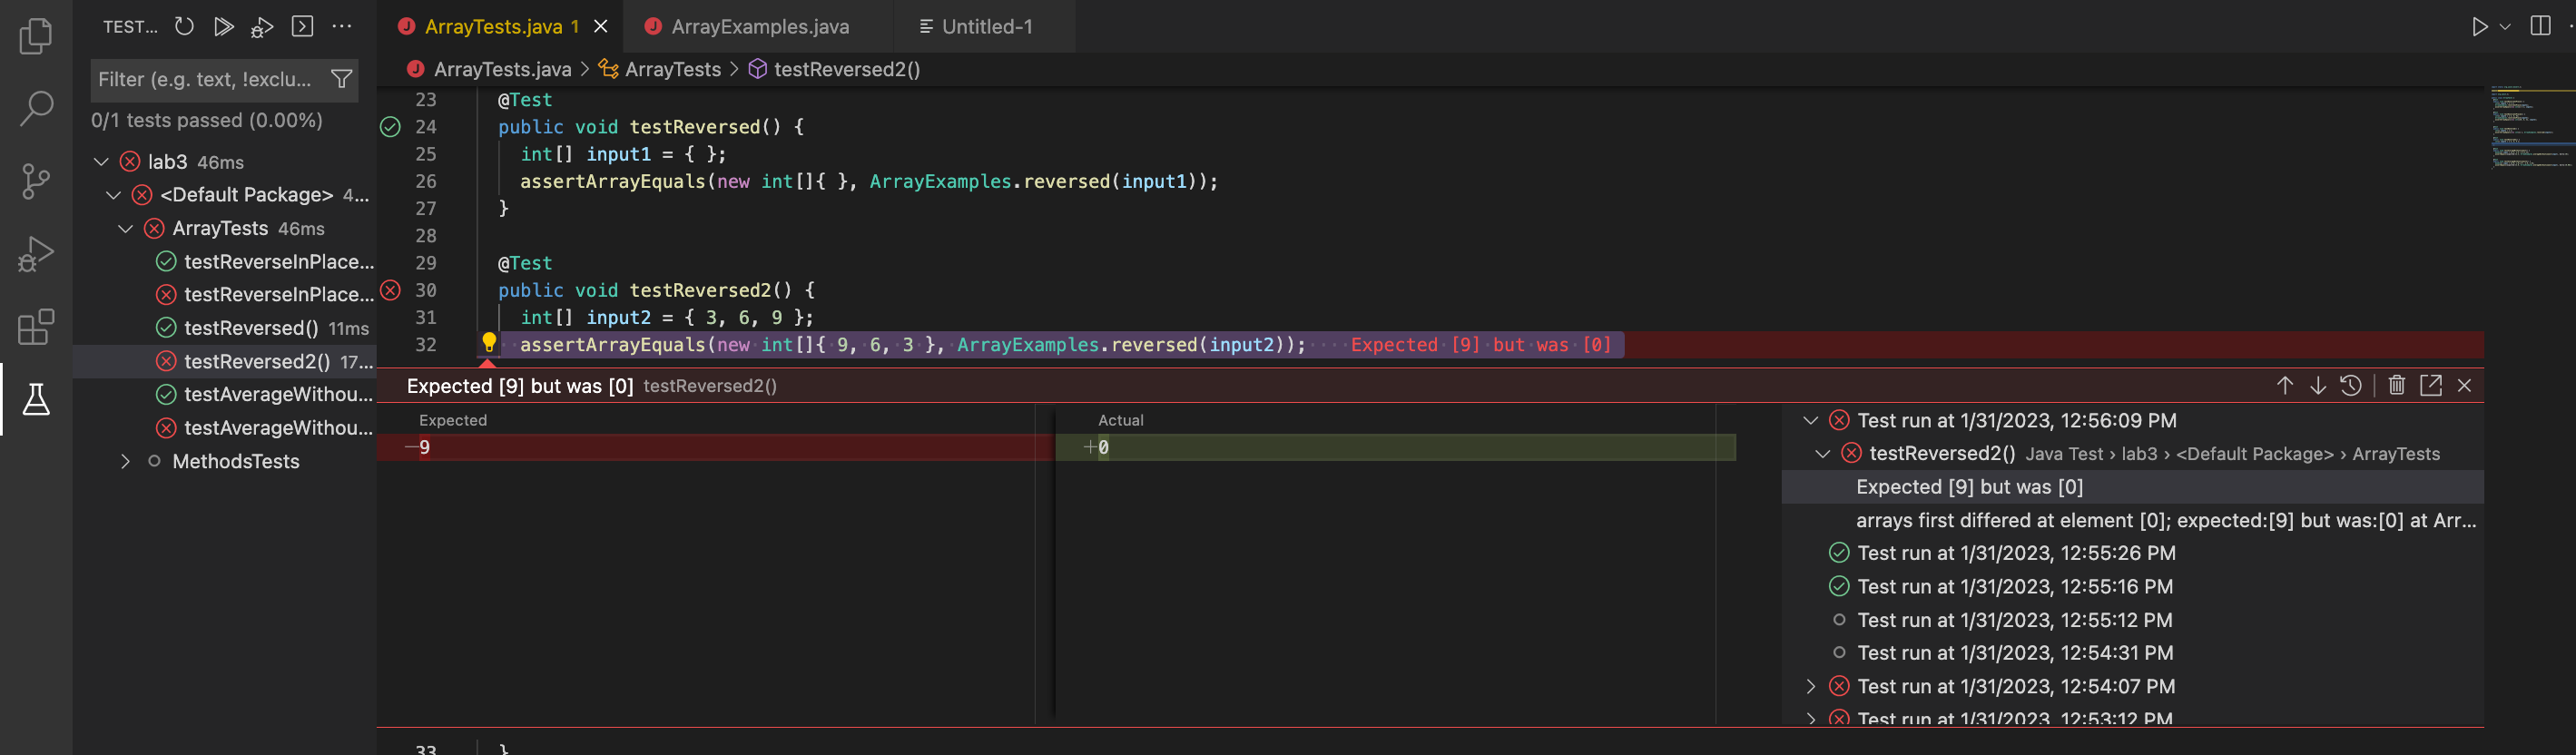 TEST...
Filter (e.g. text, !exclu...
0/1 tests passed (0.00%)
lab3 46ms
<Default Package> 4...
ArrayTests 46ms
testReverseInPlace...
testReverseInPlace...
testReversed() 11ms
testReversed2() 17...
testAverageWithou...
testAverageWithou...
MethodsTests
ArrayTests.java 1
ArrayExamples.java
Untitled-1
ArrayTests.java > ArrayTests > testReversed2()
23 @Test
24 public void testReversed() {
25 int[] input1 = { };
26 assertArrayEquals(new int[]{ }, ArrayExamples.reversed(input1));
27 }
28
29 @Test
30 public void testReversed2() {
31 int[] input2 = { 3, 6, 9 };
32 assertArrayEquals(new int[]{ 9, 6, 3 }, ArrayExamples.reversed(input2)); Expected [9] but was [0]
Expected [9] but was [0] testReversed2()
Expected
−9
Actual
+0
Test run at 1/31/2023, 12:56:09 PM
testReversed2() Java Test › lab3 › <Default Package> › ArrayTests
Expected [9] but was [0]
arrays first differed at element [0]; expected:[9] but was:[0] at Arr...
Test run at 1/31/2023, 12:55:26 PM
Test run at 1/31/2023, 12:55:16 PM
Test run at 1/31/2023, 12:55:12 PM
Test run at 1/31/2023, 12:54:31 PM
Test run at 1/31/2023, 12:54:07 PM
Test run at 1/31/2023, 12:53:12 PM
33 }